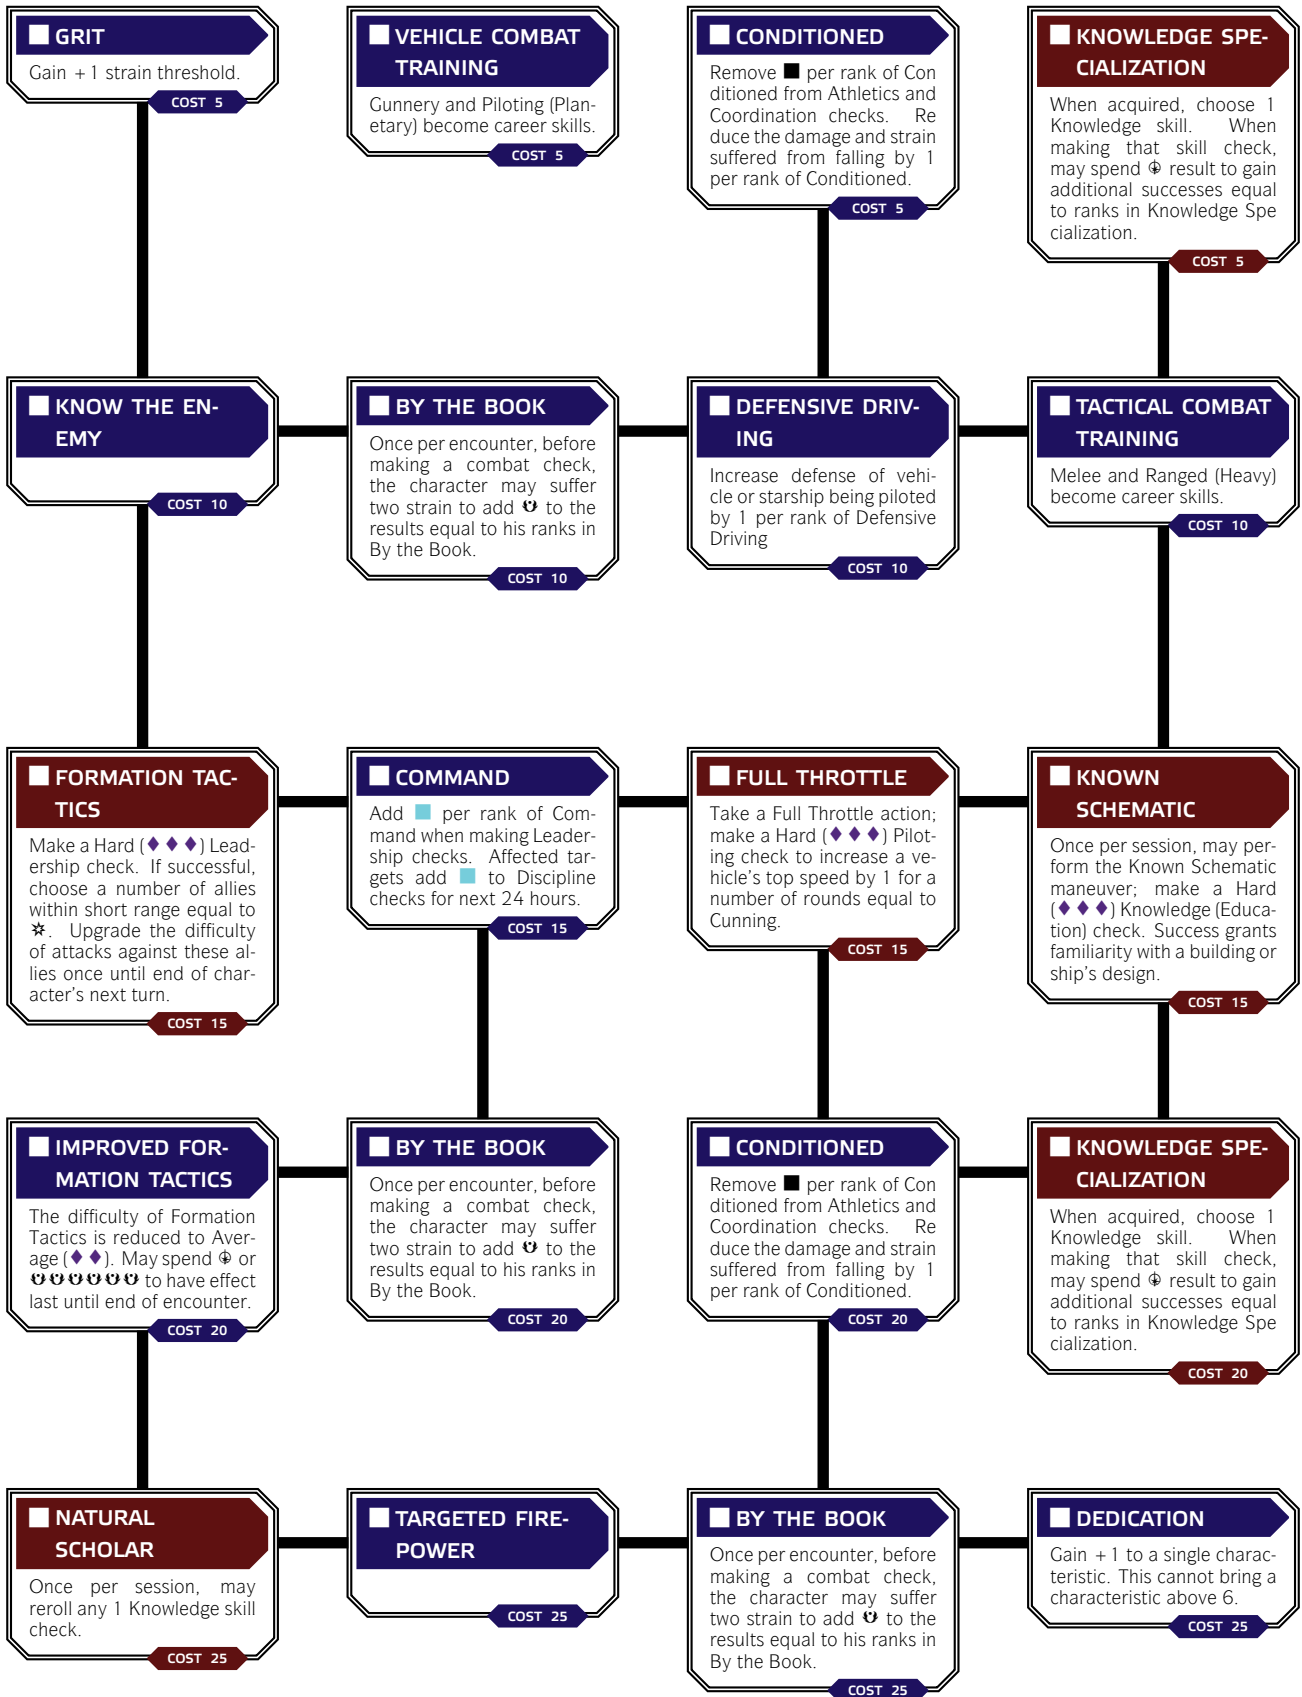 GRIT
Gain +1 strain threshold.
COST 5
VEHICLE COMBAT
TRAINING
Gunnery and Piloting (Plan-
etary) become career skills.
COST 5
CONDITIONED
Remove ■ per rank of Con
ditioned from Athletics and
Coordination checks. Re
duce the damage and strain
suffered from falling by 1
per rank of Conditioned.
COST 5
KNOWLEDGE SPE-
CIALIZATION
When acquired, choose 1
Knowledge skill. When
making that skill check,
may spend result to gain
additional successes equal
to ranks in Knowledge Spe
cialization.
COST 5
KNOW THE EN-
EMY
COST 10
BY THE BOOK
Once per encounter, before
making a combat check,
the character may suffer
two strain to add to the
results equal to his ranks in
By the Book.
COST 10
DEFENSIVE DRIV-
ING
Increase defense of vehi-
cle or starship being piloted
by 1 per rank of Defensive
Driving
COST 10
TACTICAL COMBAT
TRAINING
Melee and Ranged (Heavy)
become career skills.
COST 10
FORMATION TAC-
TICS
Make a Hard (♦ ♦ ♦) Lead-
ership check. If successful,
choose a number of allies
within short range equal to
. Upgrade the difficulty
of attacks against these al-
lies once until end of char-
acter's next turn.
COST 15
COMMAND
Add ■ per rank of Com-
mand when making Leader-
ship checks. Affected tar-
gets add ■ to Discipline
checks for next 24 hours.
COST 15
FULL THROTTLE
Take a Full Throttle action;
make a Hard (♦ ♦ ♦) Pilot-
ing check to increase a ve-
hicle's top speed by 1 for a
number of rounds equal to
Cunning.
COST 15
KNOWN
SCHEMATIC
Once per session, may per-
form the Known Schematic
maneuver; make a Hard
(♦ ♦ ♦) Knowledge (Educa-
tion) check. Success grants
familiarity with a building or
ship's design.
COST 15
IMPROVED FOR-
MATION TACTICS
The difficulty of Formation
Tactics is reduced to Aver-
age (♦ ♦). May spend or
to have effect
last until end of encounter.
COST 20
BY THE BOOK
Once per encounter, before
making a combat check,
the character may suffer
two strain to add to the
results equal to his ranks in
By the Book.
COST 20
CONDITIONED
Remove ■ per rank of Con
ditioned from Athletics and
Coordination checks. Re
duce the damage and strain
suffered from falling by 1
per rank of Conditioned.
COST 20
KNOWLEDGE SPE-
CIALIZATION
When acquired, choose 1
Knowledge skill. When
making that skill check,
may spend result to gain
additional successes equal
to ranks in Knowledge Spe
cialization.
COST 20
NATURAL
SCHOLAR
Once per session, may
reroll any 1 Knowledge skill
check.
COST 25
TARGETED FIRE-
POWER
COST 25
BY THE BOOK
Once per encounter, before
making a combat check,
the character may suffer
two strain to add to the
results equal to his ranks in
By the Book.
COST 25
DEDICATION
Gain +1 to a single charac-
teristic. This cannot bring a
characteristic above 6.
COST 25